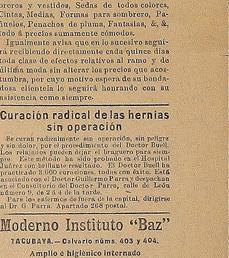 breros y vestidos, Sedas de todos colores,
Cintas, Medias, Formas para sombrero, Pa-
ñuelos, Penachos de pluma, Fantasías, &, &,
todo á precios sumamente cómodos.
Igualmente avisa que en lo sucesivo segui-
rá recibiendo directamente cada quince días
toda clase de efectos relativos al ramo y de
última moda sin alterar los precios que acos-
tumbra, por cuyo motivo espera de su bonda-
dosa clientela lo seguirá honrando con su
asistencia como siempre.
Curación radical de las hernias
sin operación
Se curan radicalmente sin operación, sin peligro
y sin dolor, por el procedimiento del Doctor Buell.
Los relajados pueden dejar el braguero para siem-
pre. Este método ha sido probado en el Hospital
Juárez con brillante resultado. El Doctor Buell ha
practicado 3,000 curaciones, todas con éxito. Está
asociado el Doctor Guillermo Parra y despachan
en el Consultorio del Doctor Parra, calle de León
número 9, de 2 á 4 de la tarde.
Para los enfermos fuera de la capital, dirigirse
al Dr. G. Parra. Apartado 268 postal.
Moderno Instituto "Baz"
TACUBAYA.—Calvario núms. 403 y 404.
Amplio é higiénico internado